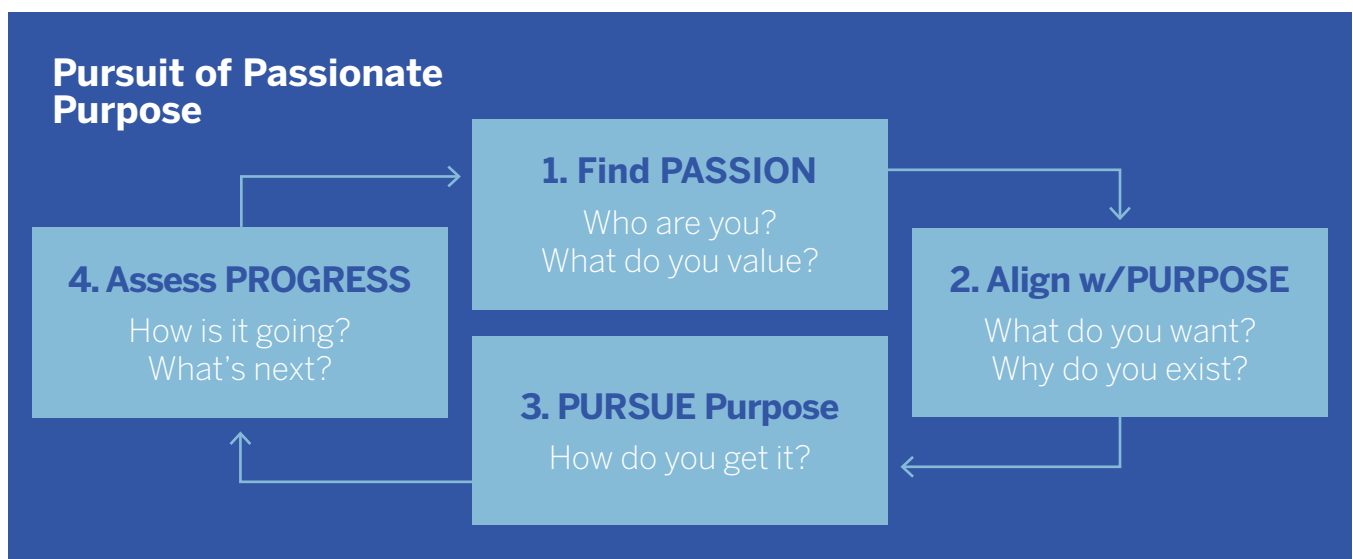 Pursuit of Passionate
Purpose
1. Find PASSION
Who are you?
What do you value?
2. Align w/PURPOSE
What do you want?
Why do you exist?
3. PURSUE Purpose
How do you get it?
4. Assess PROGRESS
How is it going?
What’s next?